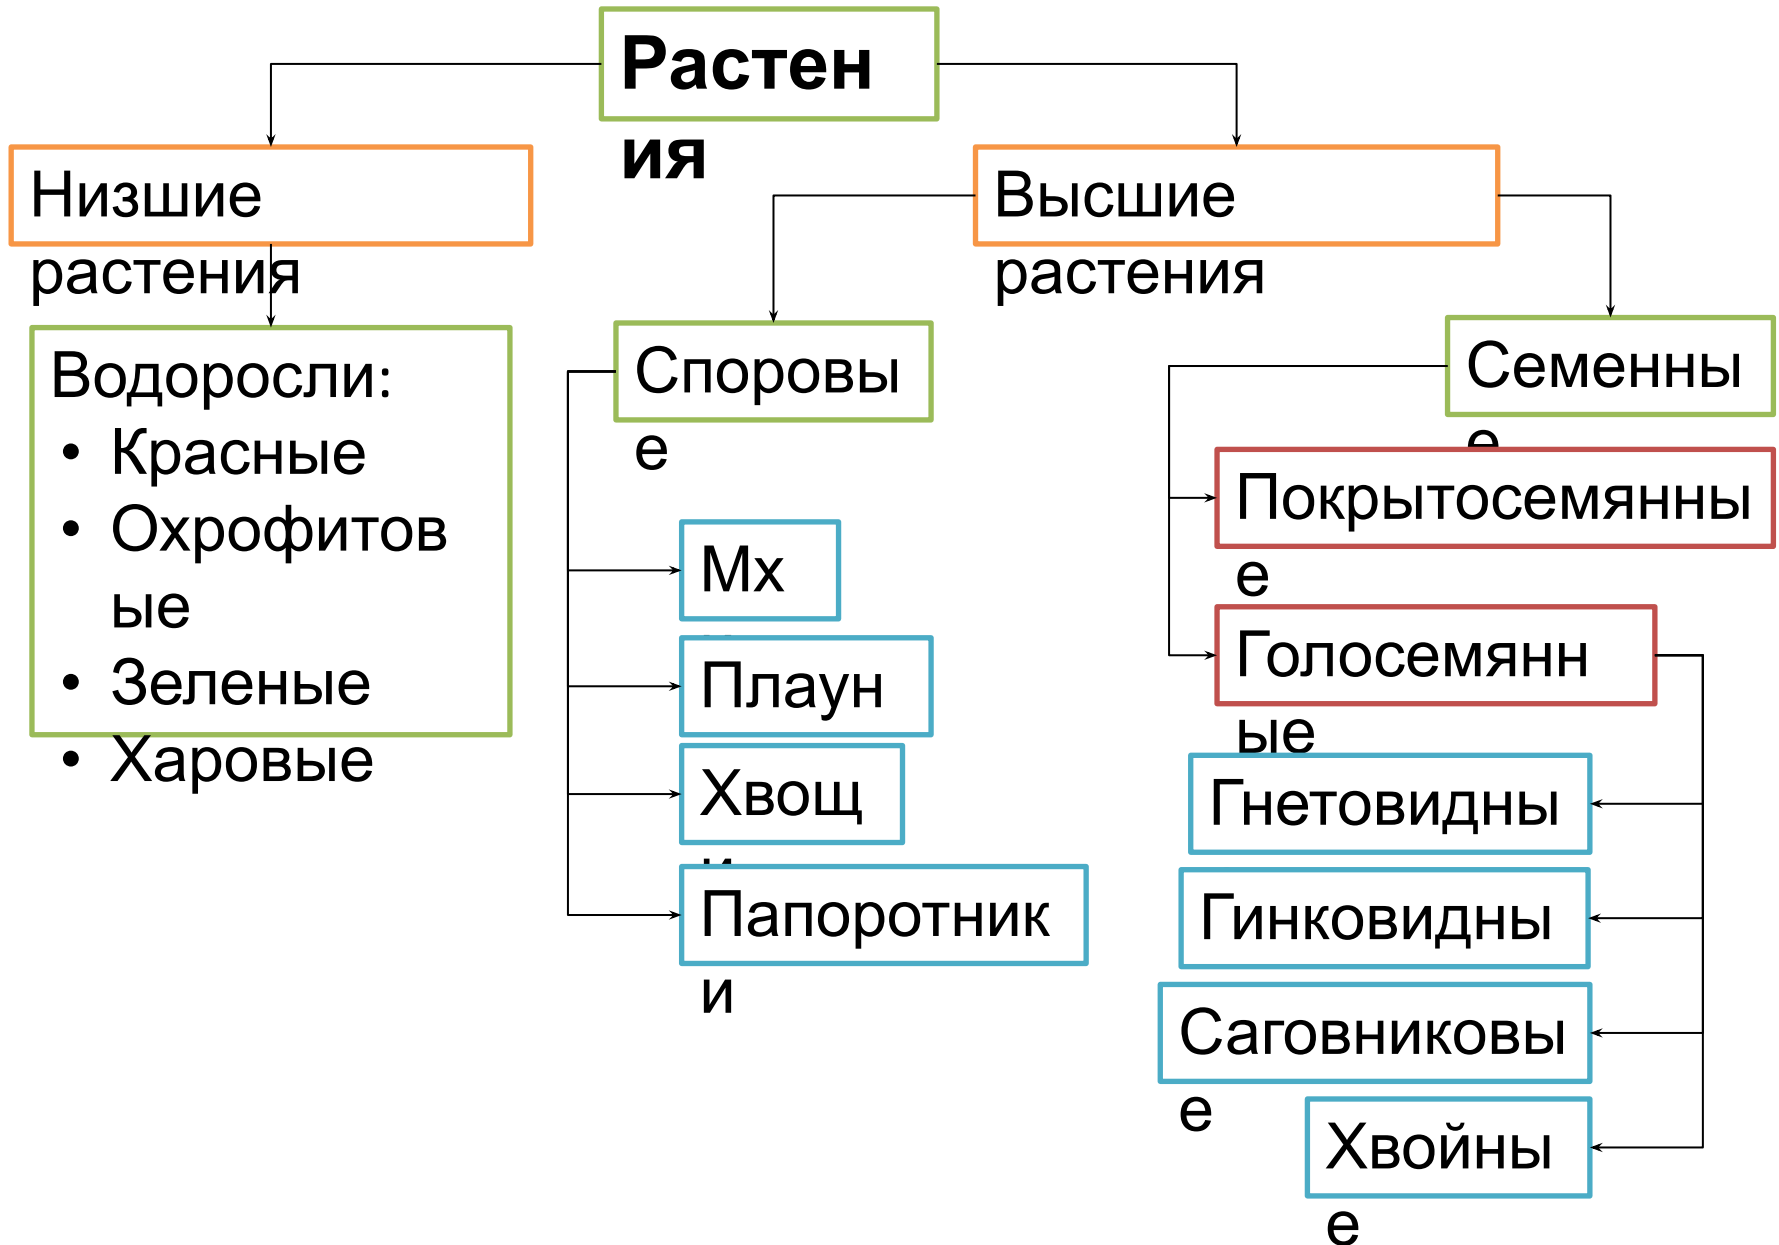 Растен
ия
Низшие
растения
Высшие
растения
Водоросли:
• Красные
• Охрофитов
ые
• Зеленые
• Харовые
Споровы
е
Мх
Плаун
Хвощ
и
Папоротник
и
Семенны
е
Покрытосемянны
е
Голосемянн
ые
Гнетовидны
Гинковидны
Саговниковы
е
Хвойны
е